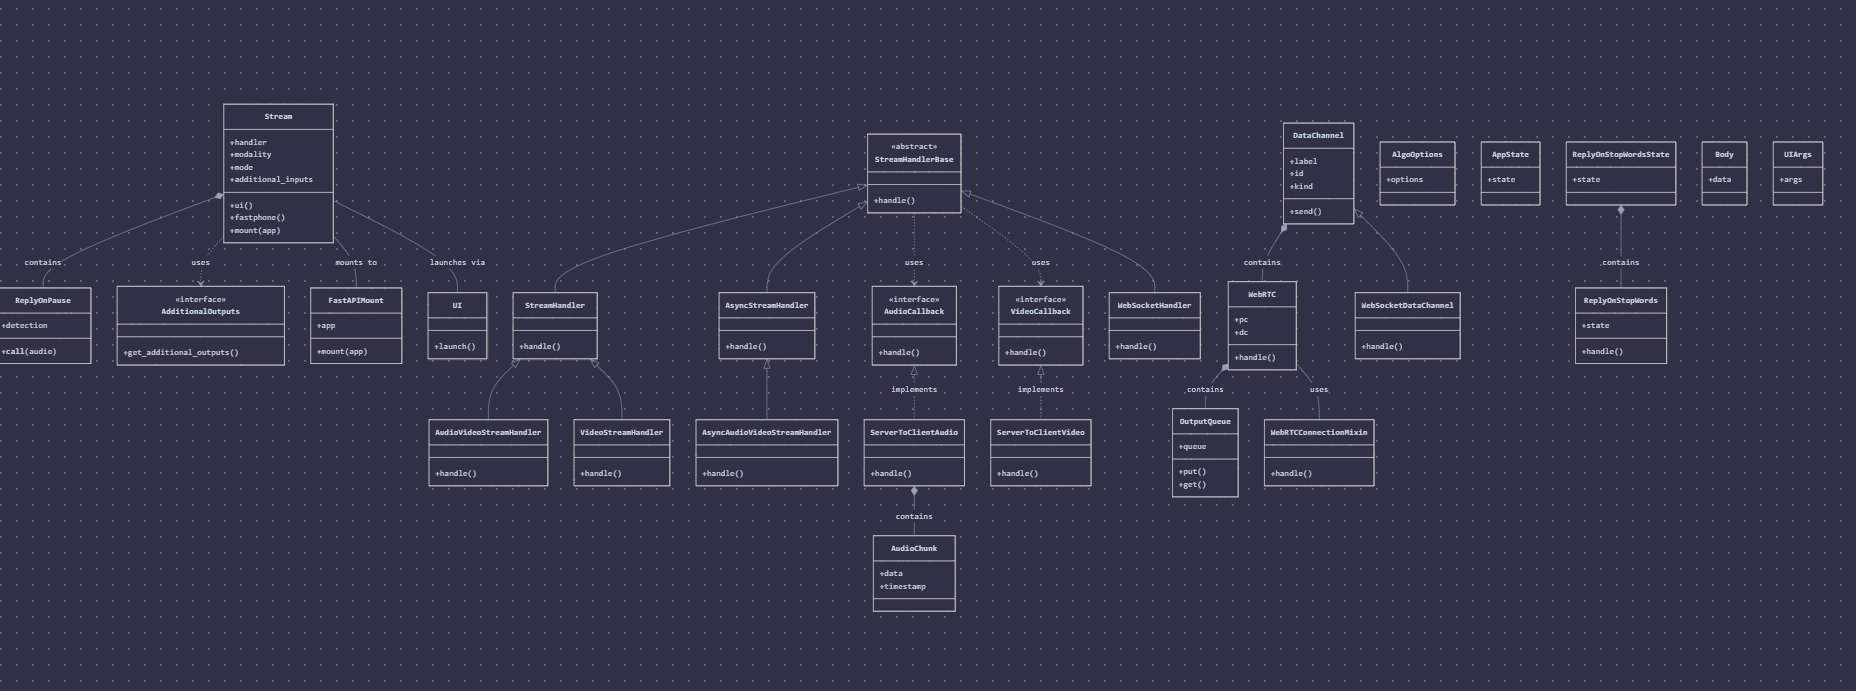 Stream
+handler
+modality
+mode
+additional_inputs
+ui()
+fastphone()
+mount(app)
«abstract»
StreamHandlerBase
+handle()
DataChannel
+label
+id
+kind
+send()
AlgoOptions
+options
AppState
+state
ReplyOnStopWordsState
+state
Body
+data
UIArgs
+args
contains
uses
mounts to
launches via
uses
uses
contains
contains
ReplyOnPause
+detection
+call(audio)
«interface»
AdditionalOutputs
+get_additional_outputs()
FastAPIMount
+app
+mount(app)
UI
+launch()
StreamHandler
+handle()
AsyncStreamHandler
+handle()
«interface»
AudioCallback
+handle()
«interface»
VideoCallback
+handle()
WebSocketHandler
+handle()
WebRTC
+pc
+dc
+handle()
WebSocketDataChannel
+handle()
ReplyOnStopWords
+state
+handle()
implements
implements
contains
uses
AudioVideoStreamHandler
+handle()
VideoStreamHandler
+handle()
AsyncAudioVideoStreamHandler
+handle()
ServerToClientAudio
+handle()
ServerToClientVideo
+handle()
OutputQueue
+queue
+put()
+get()
WebRTCConnectionMixin
+handle()
contains
AudioChunk
+data
+timestamp